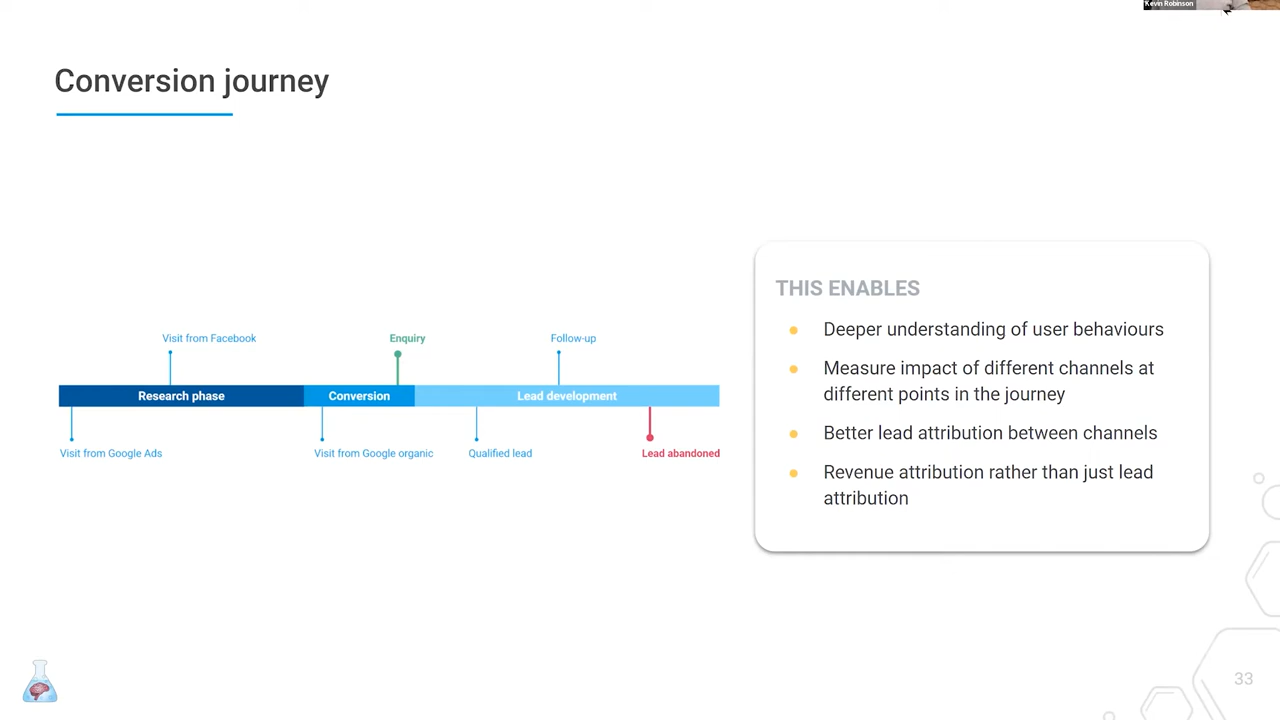 Kevin Robinson
Conversion journey
Visit from Facebook
Enquiry
Follow-up
Research phase
Conversion
Lead development
Visit from Google Ads
Visit from Google organic
Qualified lead
Lead abandoned
THIS ENABLES
Deeper understanding of user behaviours
Measure impact of different channels at
different points in the journey
Better lead attribution between channels
Revenue attribution rather than just lead
attribution
33